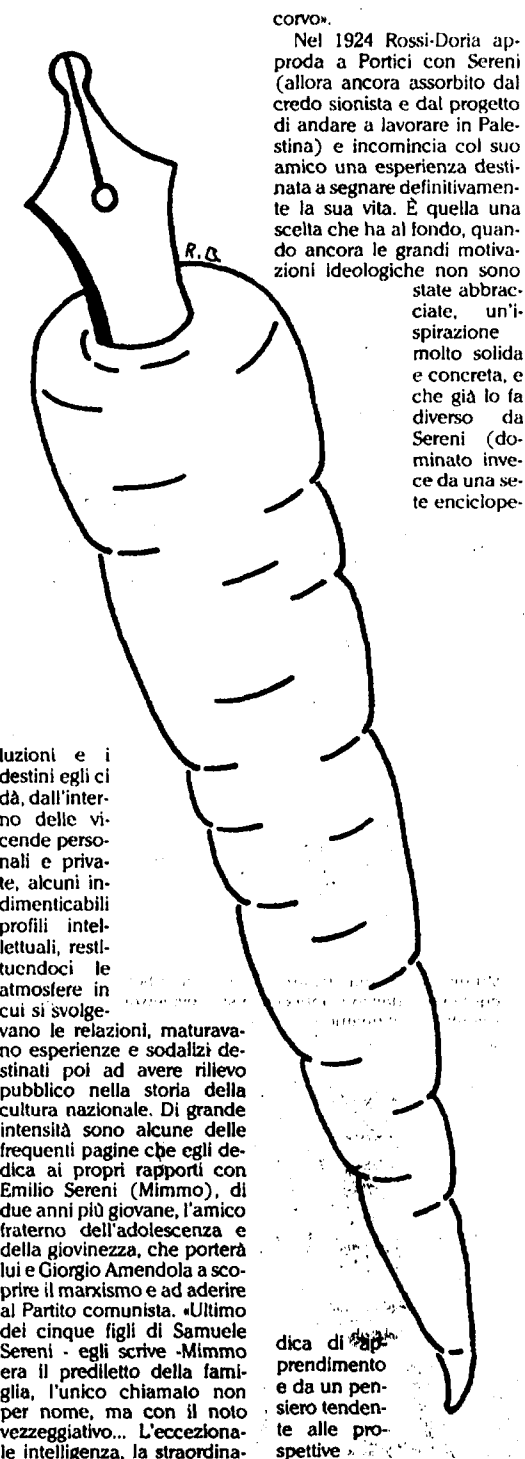 luzioni e i
destini egli ci
dà, dall'inter-
no delle vi-
cende perso-
nali e priva-
te, alcuni in-
dimenticabili
profili intel-
lettuali, resti-
tuendoci le
atmosfere in
cui si svolge-
vano le relazioni, maturava-
no esperienze e sodalizi de-
stinati poi ad avere rilievo
pubblico nella storia della
cultura nazionale. Di grande
intensità sono alcune delle
frequenti pagine che egli de-
dica ai propri rapporti con
Emilio Sereni (Mimmo), di
due anni più giovane, l'amico
fraterno dell'adolescenza e
della giovinezza, che porterà
lui e Giorgio Amendola a sco-
prire il marxismo e ad aderire
al Partito comunista. «Ultimo
dei cinque figli di Samuele
Sereni - egli scrive -Mimmo
era il prediletto della fami-
glia, l'unico chiamato non
per nome, ma con il noto
vezzeggiativo... L'ecceziona-
le intelligenza, la straordina-
corvo».
Nel 1924 Rossi-Doria ap-
proda a Portici con Sereni
(allora ancora assorbito dal
credo sionista e dal progetto
di andare a lavorare in Pale-
stina) e incomincia col suo
amico una esperienza desti-
nata a segnare definitivamen-
te la sua vita. È quella una
scelta che ha al fondo, quan-
do ancora le grandi motiva-
zioni ideologiche non sono
state abbrac-
ciate, un'i-
spirazione
molto solida
e concreta, e
che già lo fa
diverso da
Sereni (do-
minato inve-
ce da una se-
te enciclope-
dica di ap-
prendimento
e da un pen-
siero tenden-
te alle pro-
spettive
R.B.